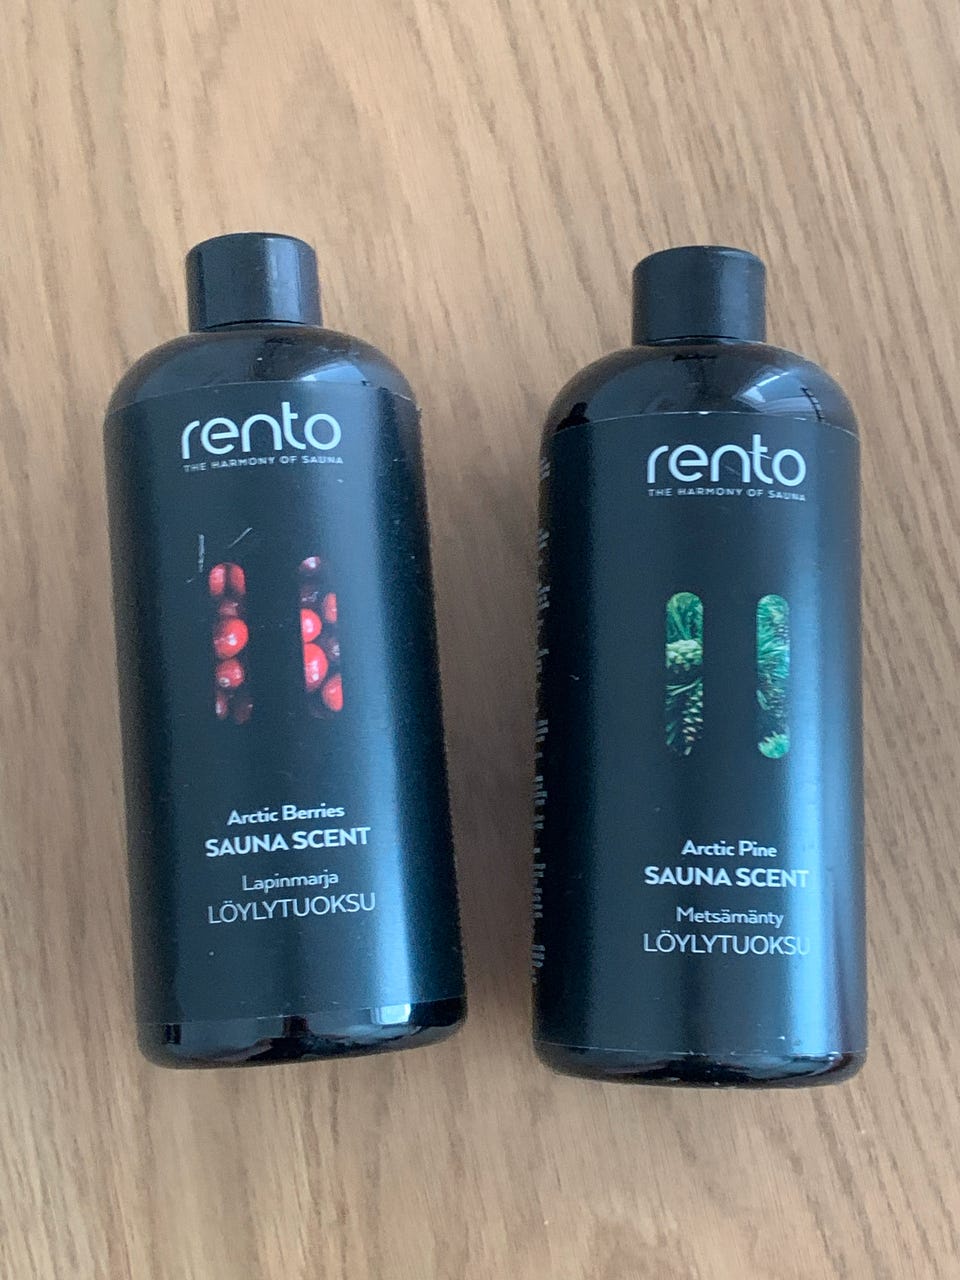 rento
THE HARMONY OF SAUNA
Arctic Berries
SAUNA SCENT
Lapinmarja
LÖYLYTUOKSU
rento
THE HARMONY OF SAUNA
Arctic Pine
SAUNA SCENT
Metsämänty
LÖYLYTUOKSU